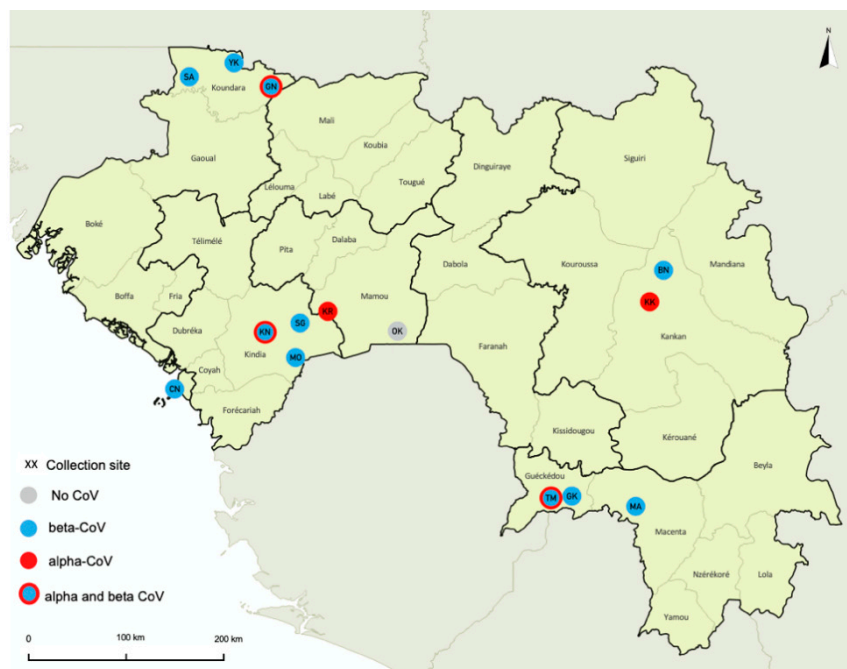 N
SA
YK
GN
Koundara
Mali
Koubia
Siguiri
Gaoual
Dinguiraye
Lélouma
Labé
Tougué
Boké
Télimélé
Pita
Dalaba
Dabola
Kouroussa
BN
Mandiana
Boffa
Fria
Mamou
KK
Dubréka
KN
SG
KR
OK
Kankan
Kindia
MO
Faranah
Coyah
CN
Forécariah
Kissidougou
Kérouané
Beyla
XX Collection site
Guéckédou
No CoV
TM
GK
MA
beta-CoV
Macenta
alpha-CoV
Nzérékoré
Lola
alpha and beta CoV
Yamou
0
100 km
200 km